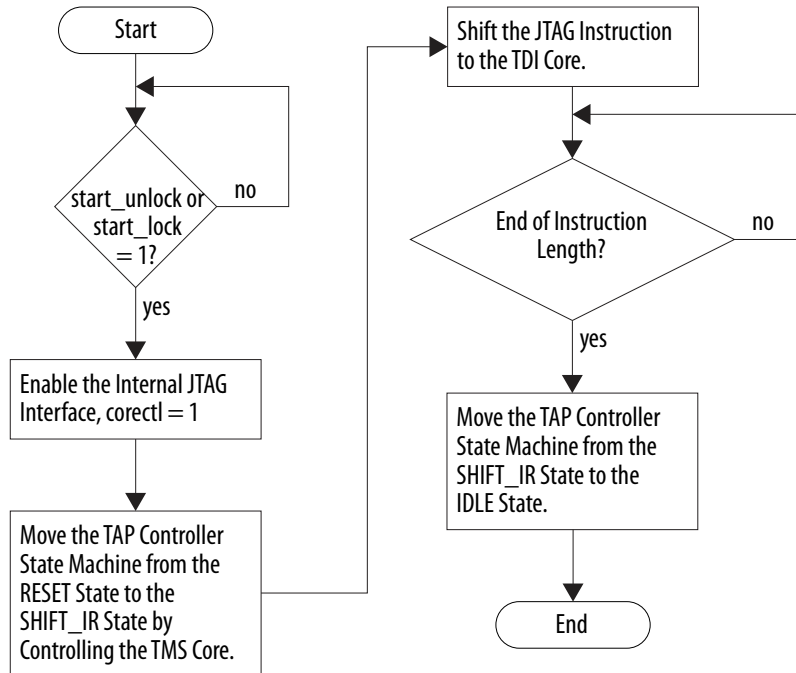 Start
start_unlock or
start_lock
= 1?
no
yes
Enable the Internal JTAG
Interface, corectl = 1
Move the TAP Controller
State Machine from the
RESET State to the
SHIFT_IR State by
Controlling the TMS Core.
Shift the JTAG Instruction
to the TDI Core.
End of Instruction
Length?
no
yes
Move the TAP Controller
State Machine from the
SHIFT_IR State to the
IDLE State.
End